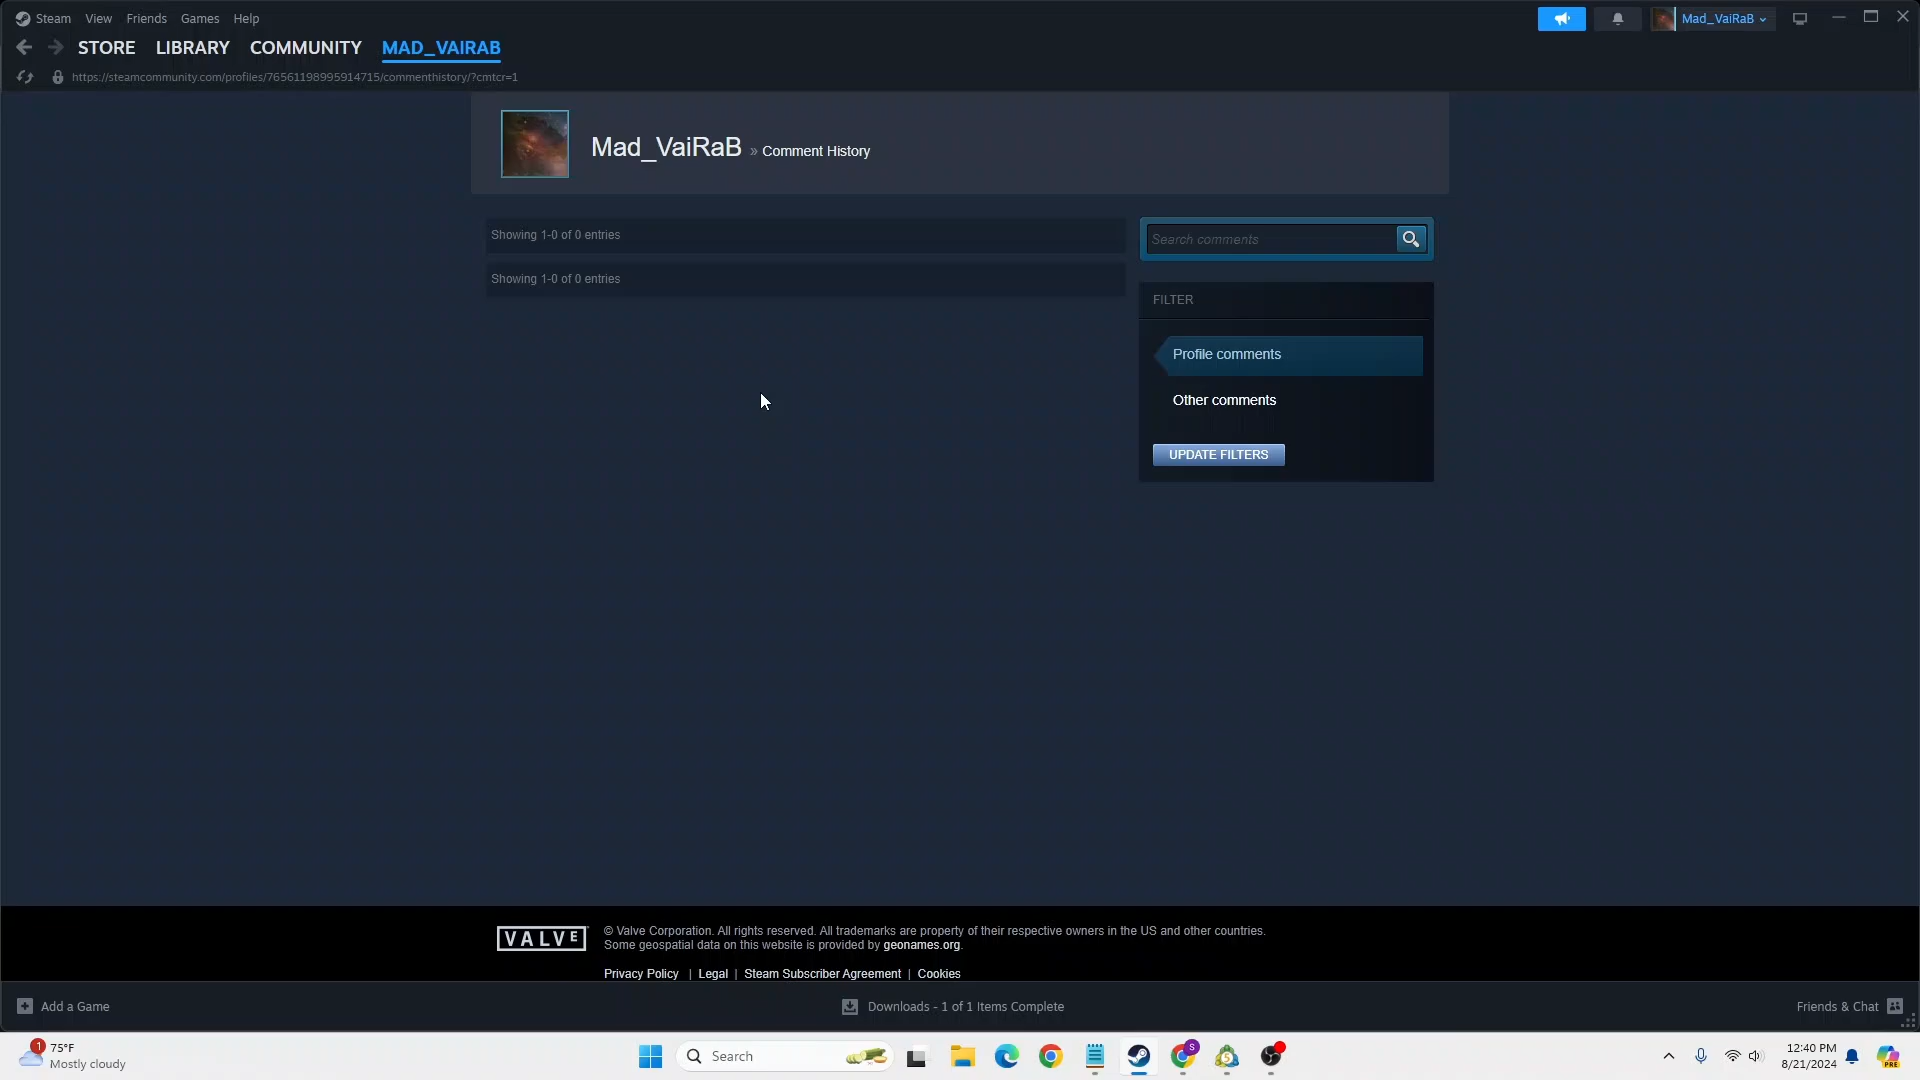 Steam View Friends Games Help
Mad_VaiRaB
STORE LIBRARY COMMUNITY MAD_VAIRAB
https://steamcommunity.com/profiles/76561198995914715/commenthistory/?cmtcr=1
Mad_VaiRaB » Comment History
Showing 1-0 of 0 entries
Showing 1-0 of 0 entries
Search comments
FILTER
Profile comments
Other comments
UPDATE FILTERS
VALVE
© Valve Corporation. All rights reserved. All trademarks are property of their respective owners in the US and other countries.
Some geospatial data on this website is provided by geonames.org.
Privacy Policy | Legal | Steam Subscriber Agreement | Cookies
Add a Game
Downloads - 1 of 1 Items Complete
Friends & Chat
1
75°F
Mostly cloudy
Search
S
5
12:40 PM
8/21/2024
PRE